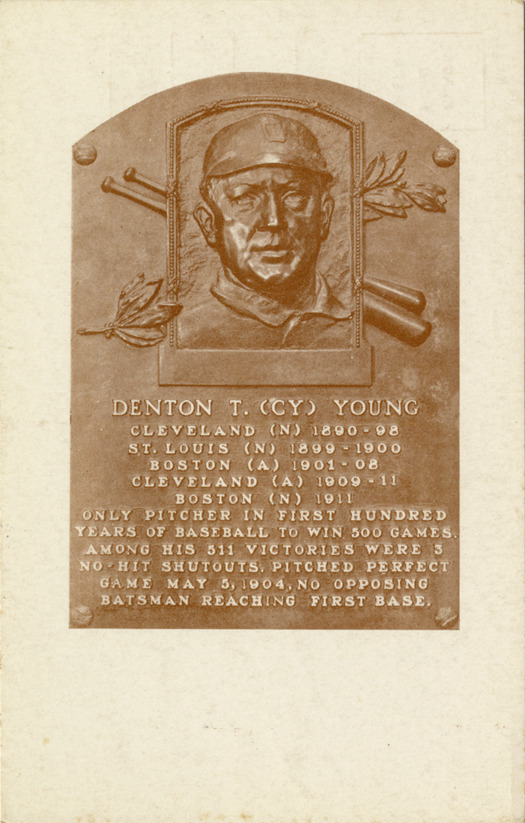 DENTON T. (CY) YOUNG
CLEVELAND (N) 1890-98
ST. LOUIS (N) 1899-1900
BOSTON (A) 1901-08
CLEVELAND (A) 1909-11
BOSTON (N) 1911
ONLY PITCHER IN FIRST HUNDRED
YEARS OF BASEBALL TO WIN 500 GAMES.
AMONG HIS 511 VICTORIES WERE 3
NO-HIT SHUTOUTS. PITCHED PERFECT
GAME MAY 5, 1904, NO OPPOSING
BATSMAN REACHING FIRST BASE.